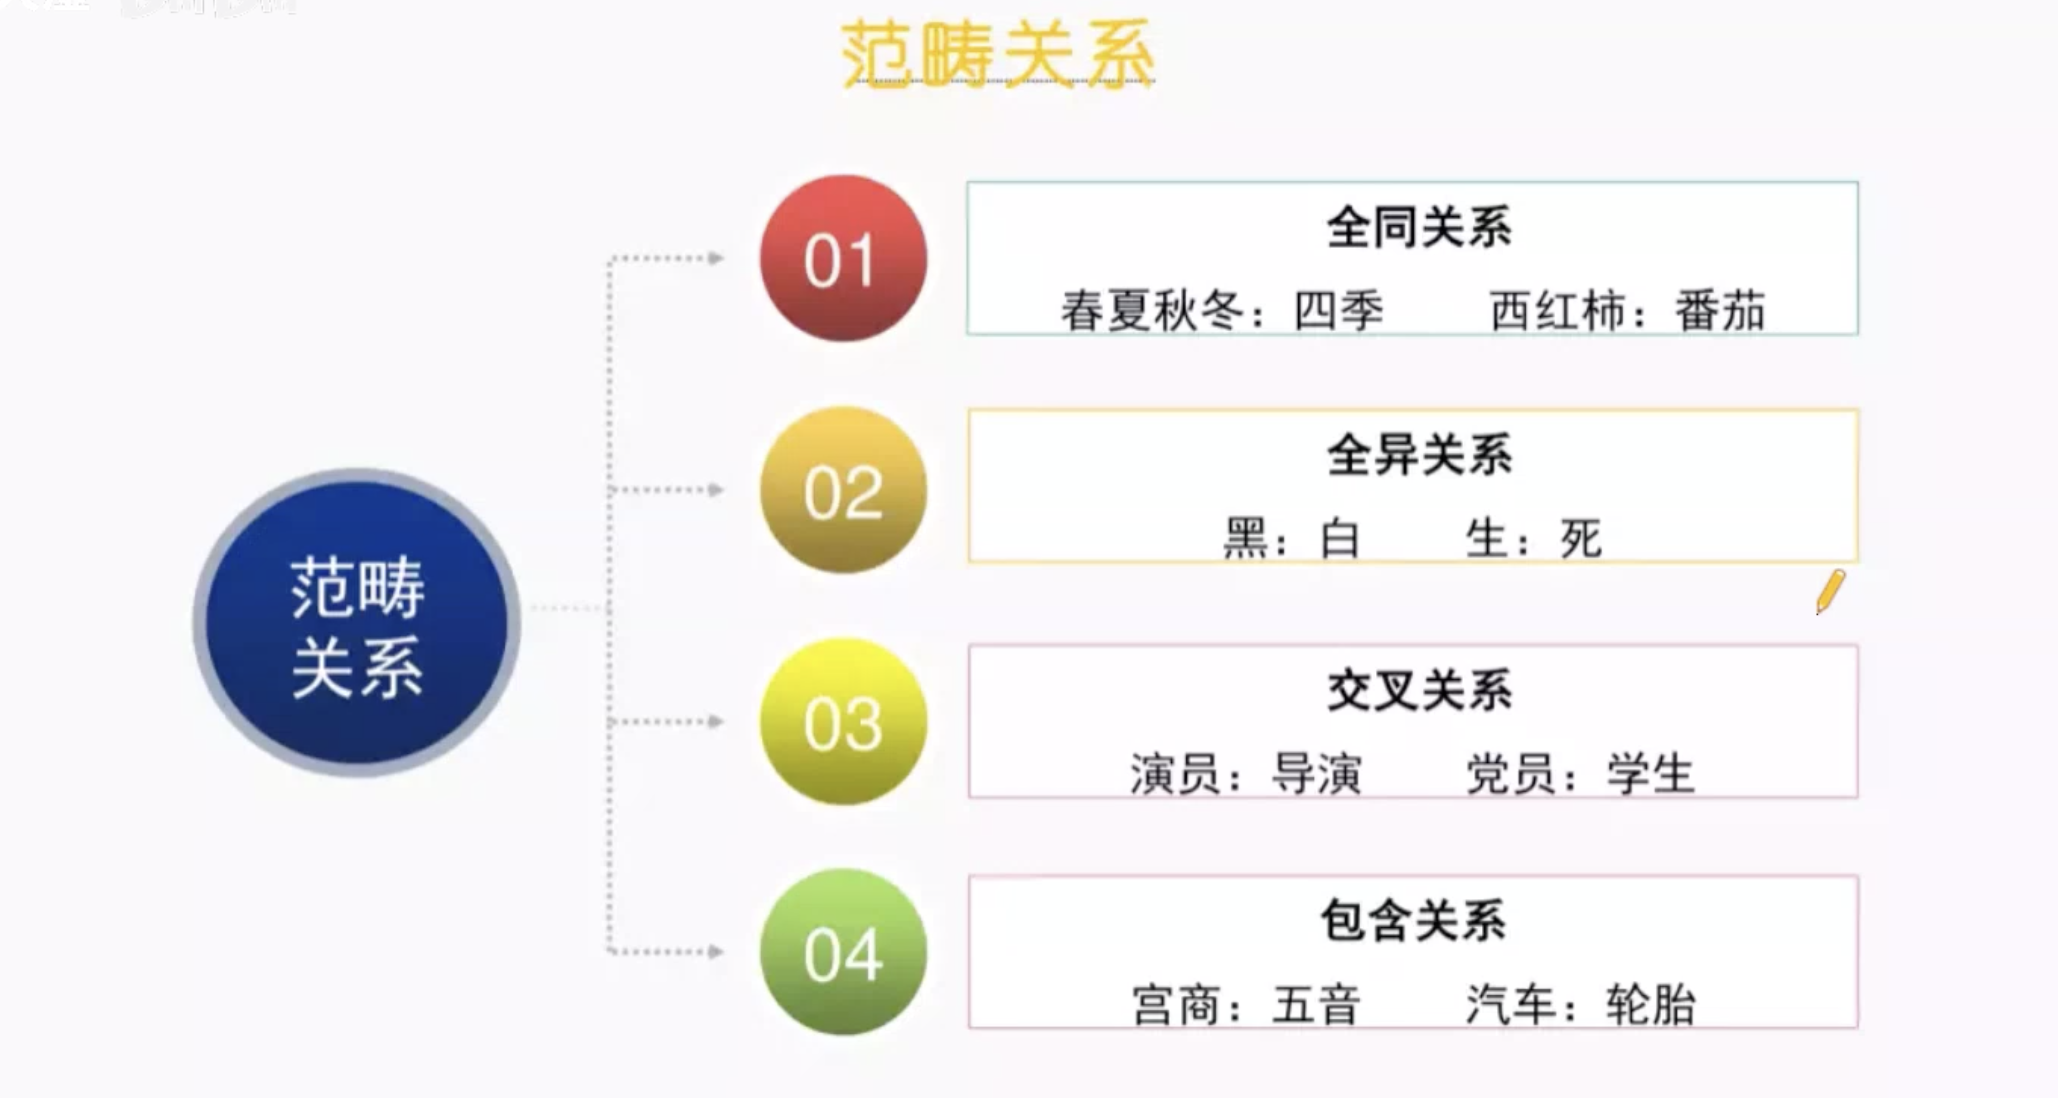 范畴关系
范畴
关系
01
全同关系
春夏秋冬：四季 西红柿：番茄
02
全异关系
黑：白 生：死
03
交叉关系
演员：导演 党员：学生
04
包含关系
宫商：五音 汽车：轮胎